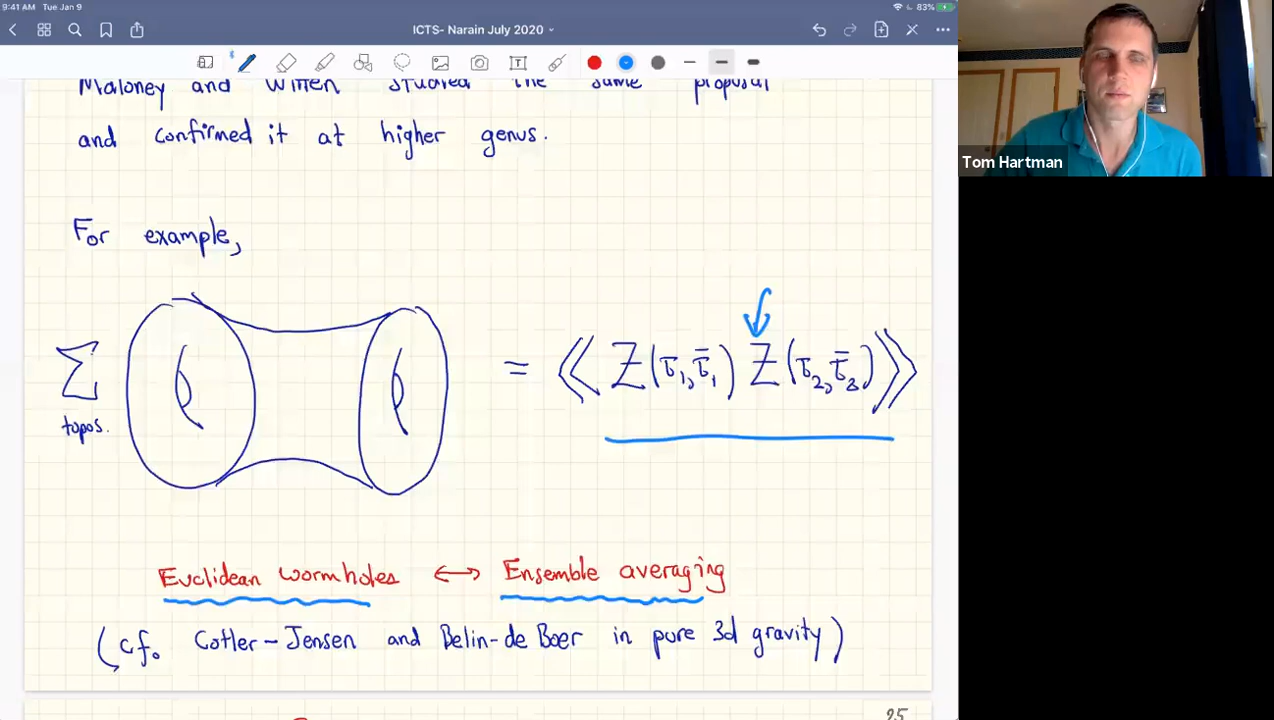 9:41 AM Tue Jan 9
83%
ICTS- Narain July 2020
Maloney and Witten studied the same proposal
and confirmed it at higher genus.
Tom Hartman
For example,
∑ = ⟨⟨ Z(τ₁,τ̄₁) Z(τ₂,τ̄₃) ⟩⟩
topos.
Euclidean wormholes ↔ Ensemble averaging
(cf. Cotler-Jensen and Belin-de Boer in pure 3d gravity)
25